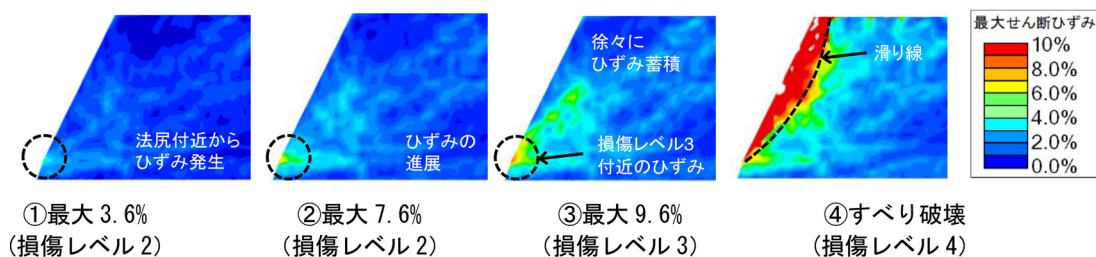 法尻付近から
ひずみ発生
ひずみの
進展
徐々に
ひずみ蓄積
損傷レベル3
付近のひずみ
滑り線
最大せん断ひずみ
10%
8.0%
6.0%
4.0%
2.0%
0.0%
①最大3.6%
(損傷レベル2)
②最大7.6%
(損傷レベル2)
③最大9.6%
(損傷レベル3)
④すべり破壊
(損傷レベル4)